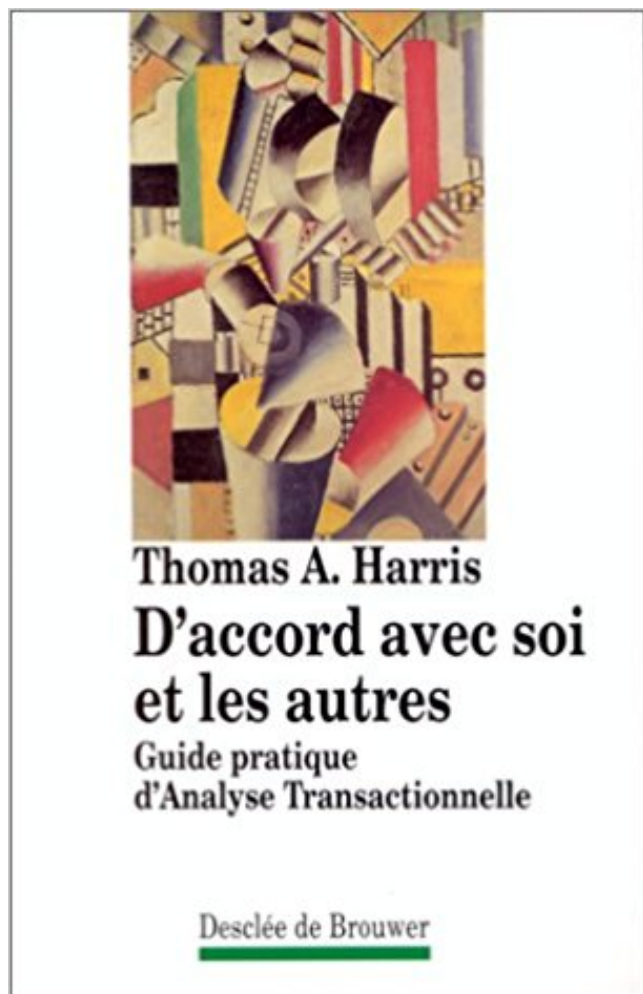 Thomas A. Harris
D'accord avec soi
et les autres
Guide pratique
d'Analyse Transactionnelle
Desclée de Brouwer